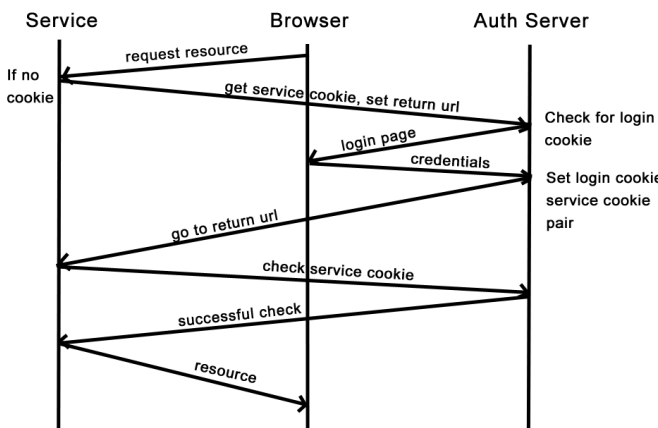 Service
Browser
Auth Server
request resource
If no
cookie
get service cookie, set return url
Check for login
cookie
login page
credentials
Set login cookie
service cookie
pair
go to return url
check service cookie
successful check
resource